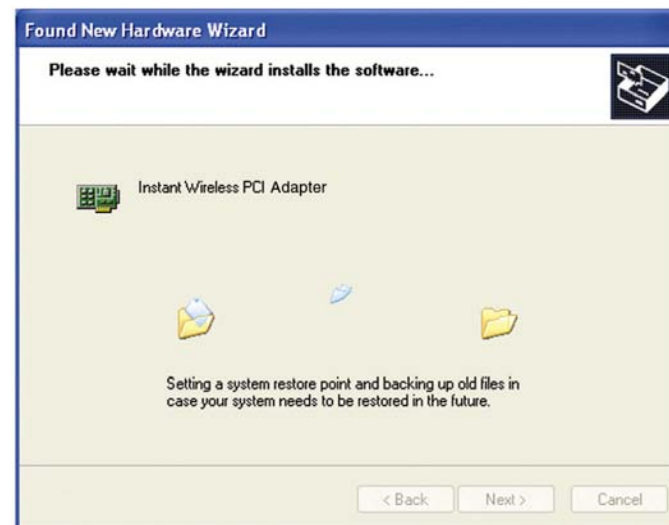 Found New Hardware Wizard
Please wait while the wizard installs the software...
Instant Wireless PCI Adapter
Setting a system restore point and backing up old files in
case your system needs to be restored in the future.
< Back
Next >
Cancel